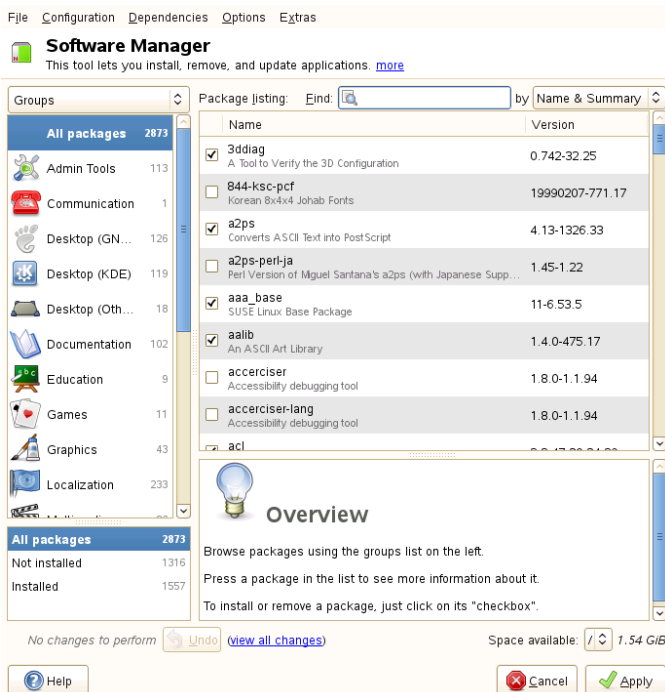 File Configuration Dependencies Options Extras
Software Manager
This tool lets you install, remove, and update applications. more
Groups
All packages 2873
Admin Tools 113
Communication 1
Desktop (GN... 126
Desktop (KDE) 119
Desktop (Oth... 18
Documentation 102
Education 9
Games 11
Graphics 43
Localization 233
All packages 2873
Not installed 1316
Installed 1557
Package listing: Find: by Name & Summary
Name Version
3ddiag 0.742-32.25
A Tool to Verify the 3D Configuration
844-ksc-pcf 19990207-771.17
Korean 8x4x4 Johab Fonts
a2ps 4.13-1326.33
Converts ASCII Text into PostScript
a2ps-perl-ja 1.45-1.22
Perl Version of Miguel Santana's a2ps (with Japanese Supp...
aaa_base 11-6.53.5
SUSE Linux Base Package
aalib 1.4.0-475.17
An ASCII Art Library
accerciser 1.8.0-1.1.94
Accessibility debugging tool
accerciser-lang 1.8.0-1.1.94
Accessibility debugging tool
acl
Overview
Browse packages using the groups list on the left.
Press a package in the list to see more information about it.
To install or remove a package, just click on its "checkbox".
No changes to perform Undo (view all changes) Space available: / 1.54 GiB
Help Cancel Apply